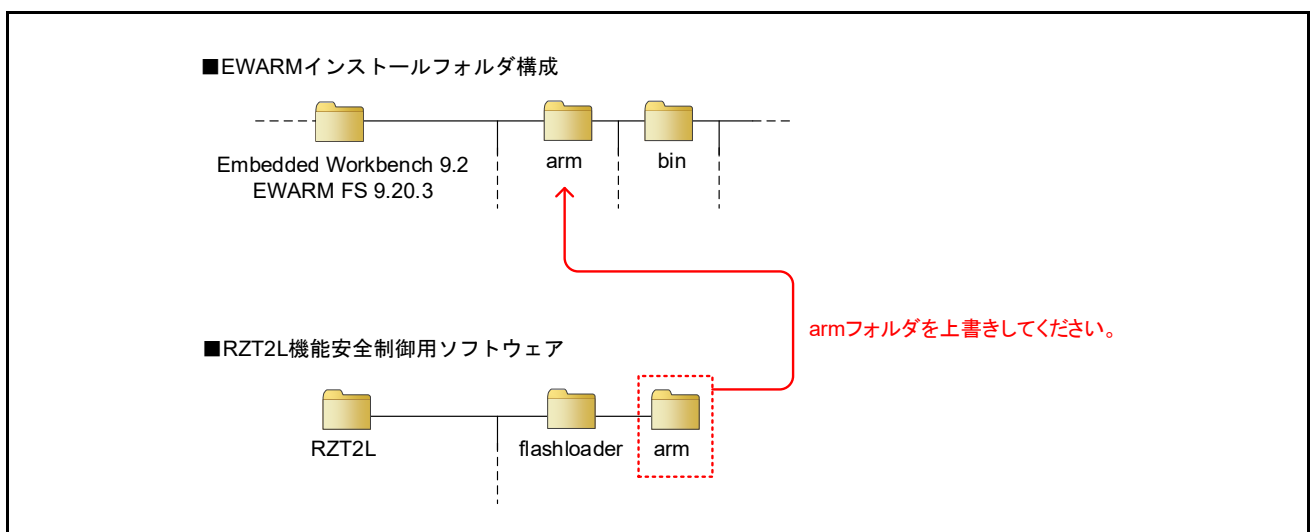 ■EWARMインストールフォルダ構成
Embedded Workbench 9.2
EWARM FS 9.20.3
arm
bin
armフォルダを上書きしてください。
■RZT2L機能安全制御用ソフトウェア
RZT2L
flashloader
arm